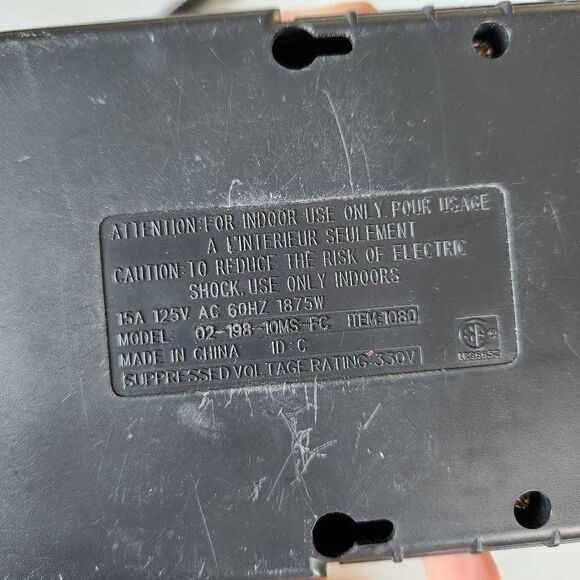 ATTENTION:FOR INDOOR USE ONLY. POUR USAGE
A L'INTERIEUR SEULEMENT
CAUTION: TO REDUCE THE RISK OF ELECTRIC
SHOCK, USE ONLY INDOORS
15A 125V AC 60HZ 1875W
MODEL: 02-198-10MS-FC ITEM:1080
MADE IN CHINA ID: C
SUPPRESSED VOLTAGE RATING: 330V